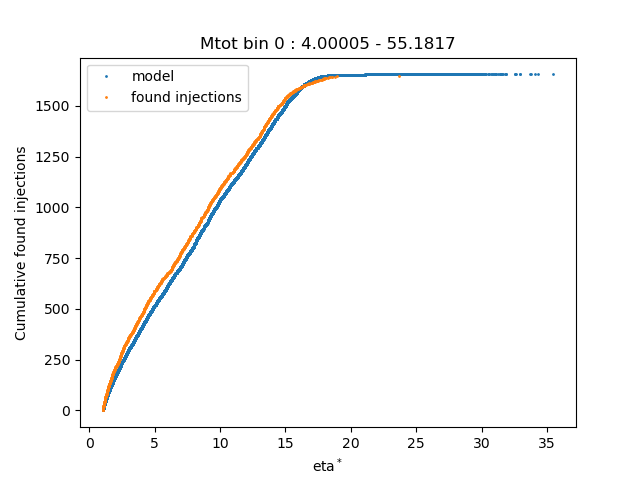 Mtot bin 0 : 4.00005 - 55.1817
model
found injections
Cumulative found injections
1500
1250
1000
750
500
250
0
0 5 10 15 20 25 30 35
eta*